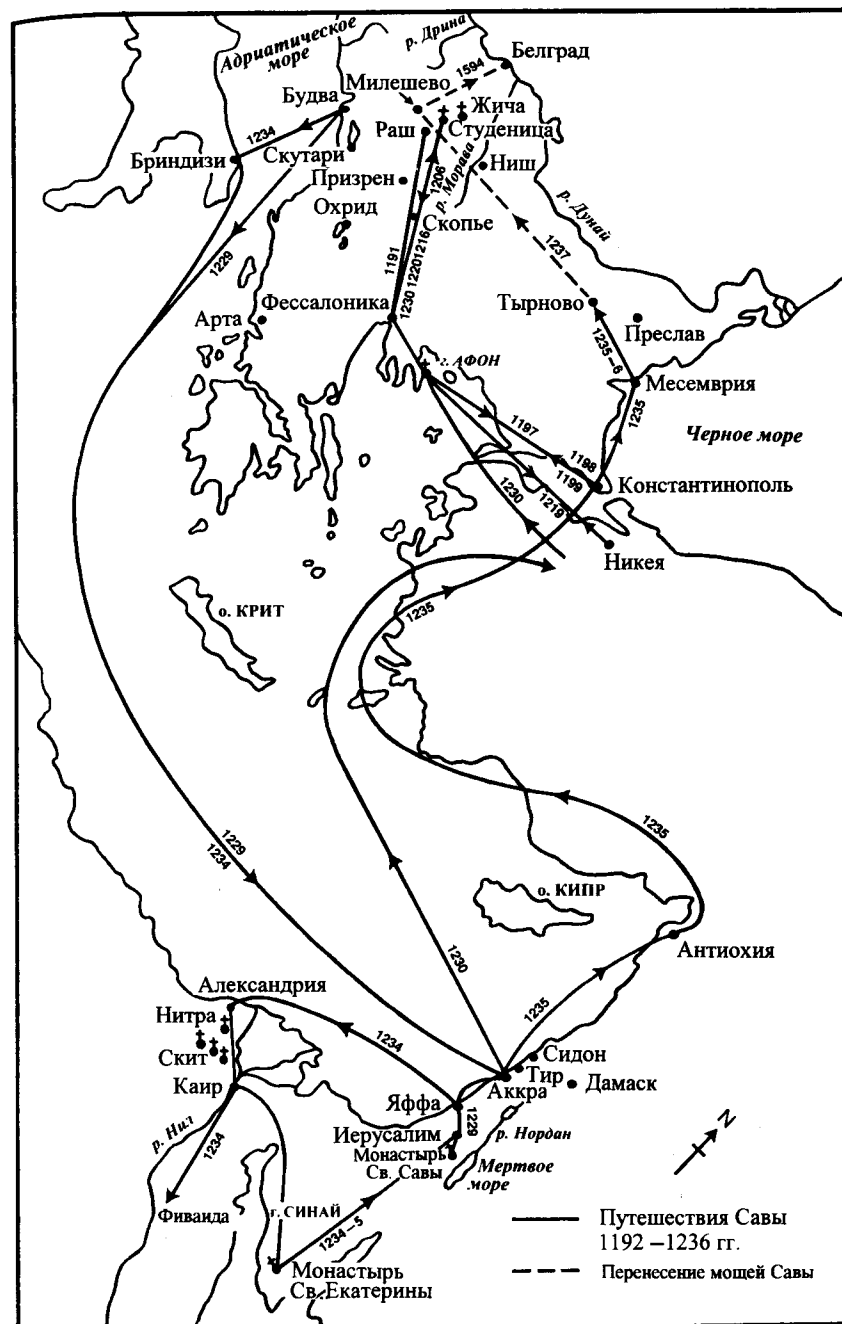 Адриатическое
море
р. Дрина
Белград
1594
Милешево
Будва
Жича
Раш
Студеница
1234
Бриндизи
Скутари
Ниш
р. Морава
1206
Призрен
р. Дунай
Охрид
Скопье
1229
1191
1230 1220 1216
1237
Фессалоника
Тырново
Арта
Преслав
г. АФОН
1235–6
Месемврия
1197
1235
Черное море
1198
1199
Константинополь
1230
1219
Никея
о. КРИТ
1235
1235
1229
1234
о. КИПР
Антиохия
1230
1235
Александрия
Нитра
1234
Скит
Сидон
Тир
Каир
Аккра
Дамаск
Яффа
1229
р. Нил
Иерусалим
р. Нордан
N
1234
Монастырь
Св. Савы
Мертвое
море
Фиваида
г. СИНАЙ
1234–5
Монастырь
Св. Екатерины
Путешествия Савы
1192 –1236 гг.
Перенесение мощей Савы